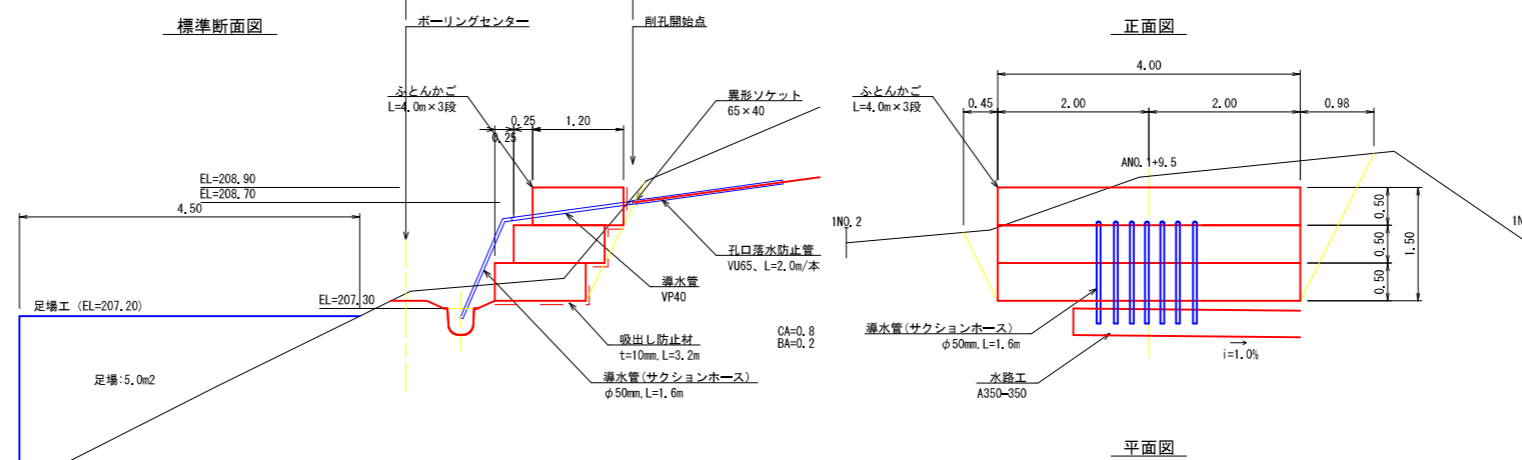 標準断面図
ボーリングセンター
削孔開始点
ふとんかご
L=4.0m×3段
0.25
0.25
1.20
異形ソケット
65×40
EL=208.90
EL=208.70
4.50
孔口落水防止管
VU65、L=2.0m/本
導水管
VP40
足場工 (EL=207.20)
EL=207.30
吸出し防止材
t=10mm,L=3.2m
CA=0.8
BA=0.2
足場:5.0m2
導水管(サクションホース)
φ50mm,L=1.6m
正面図
4.00
ふとんかご
L=4.0m×3段
0.45
2.00
2.00
0.98
ANO.1+9.5
1NO.2
1N
0.50
0.50
0.50
1.50
導水管(サクションホース)
φ50mm,L=1.6m
i=1.0%
水路工
A350-350
平面図